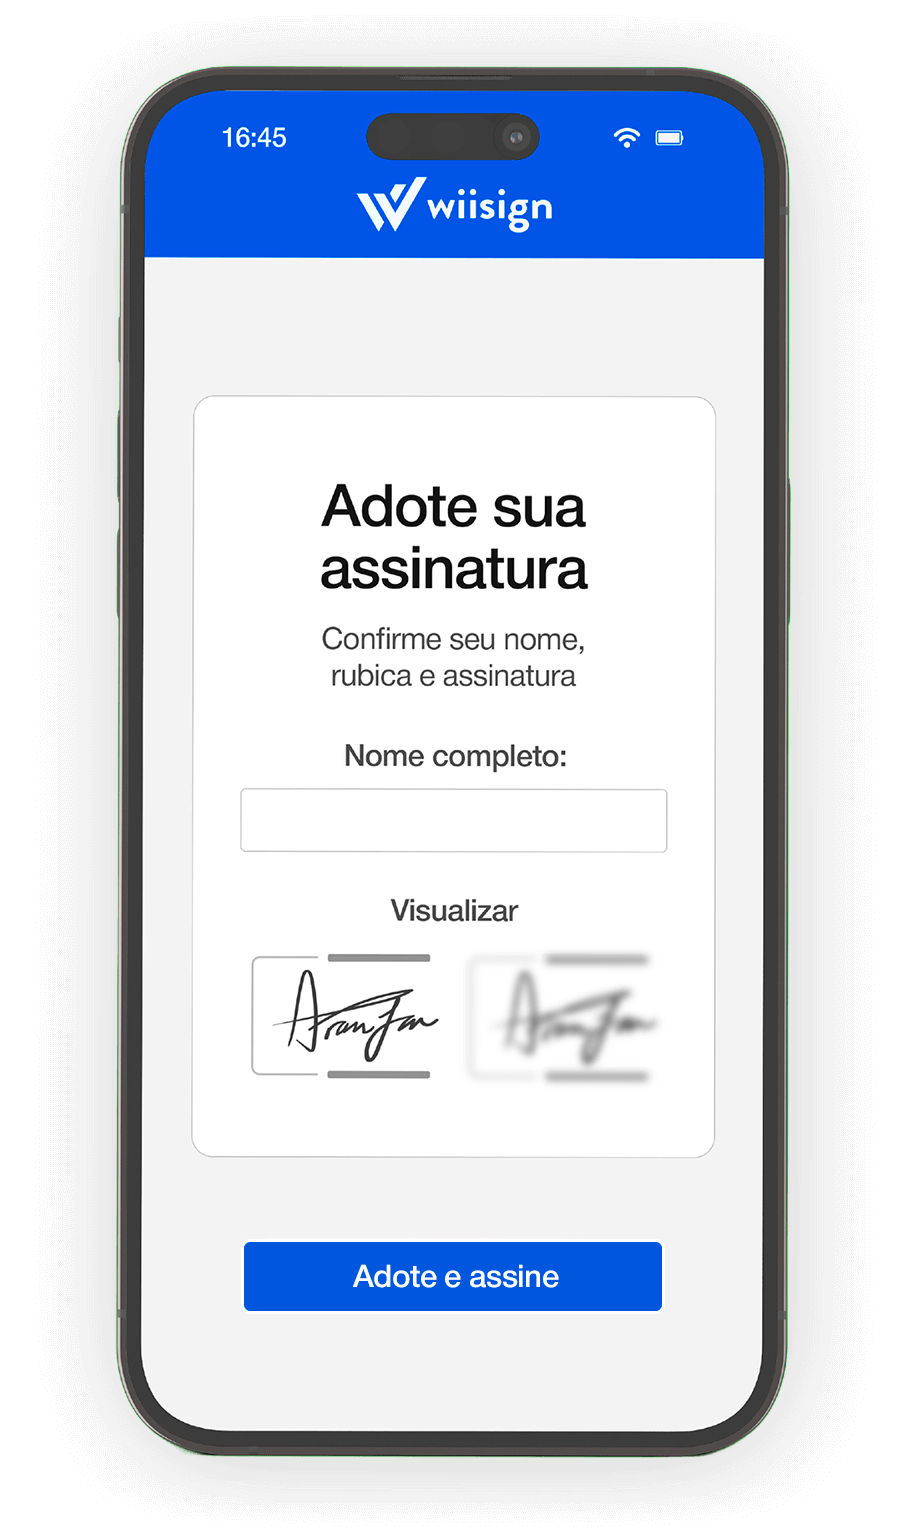 16:45
wiisign
Adote sua
assinatura
Confirme seu nome,
rubica e assinatura
Nome completo:
Visualizar
Adote e assine